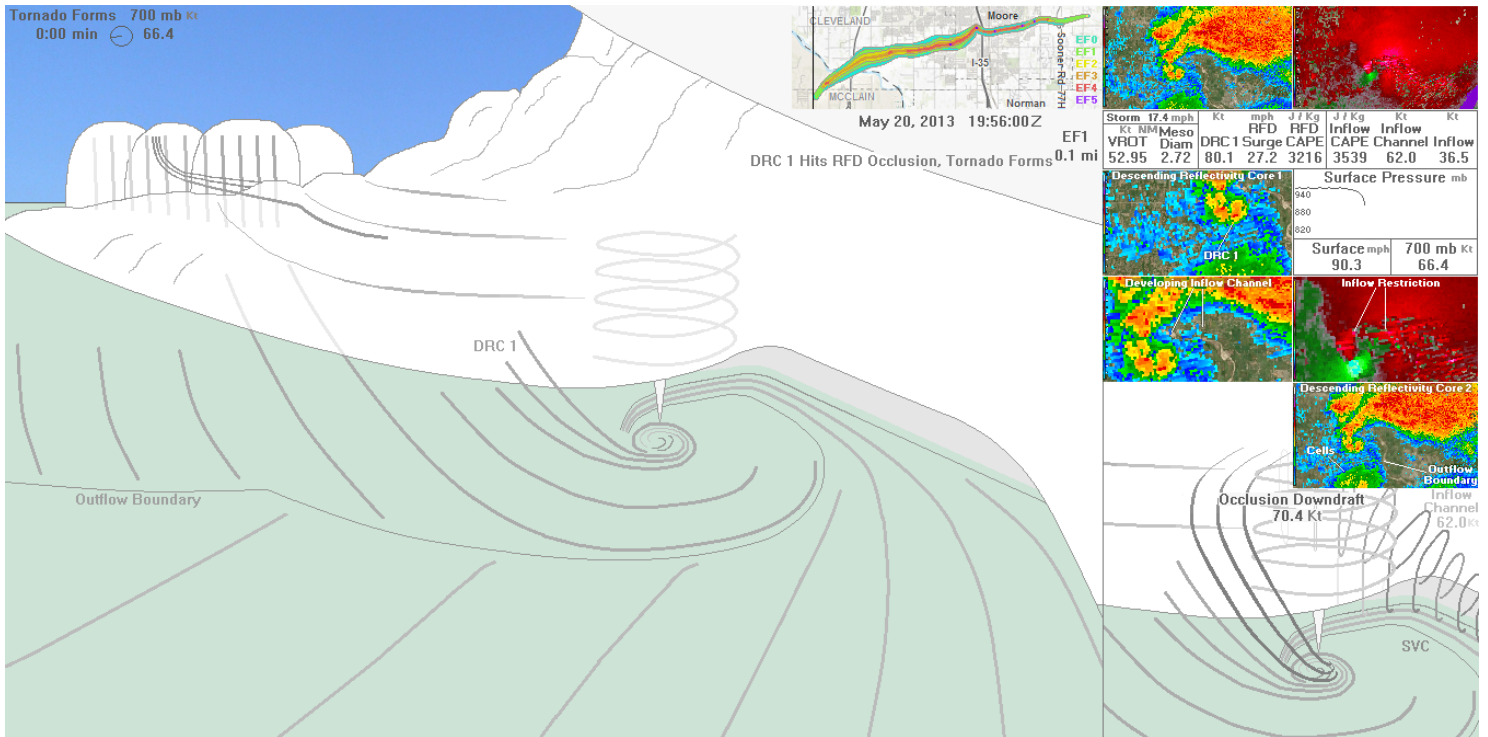 Tornado Forms 700 mb Kt
0:00 min 66.4
CLEVELAND
Moore
I-35
MCCLAIN
Norman
Sooner-Rd-77H
EF0
EF1
EF2
EF3
EF4
EF5
May 20, 2013 19:56:00Z
EF1
0.1 mi
DRC 1 Hits RFD Occlusion, Tornado Forms
Storm 17.4 mph
Kt NM
VROT Meso Diam
52.95 2.72
Kt mph J / Kg
DRC 1 RFD Surge RFD CAPE
80.1 27.2 3216
J / Kg Kt Kt
Inflow CAPE Inflow Channel Inflow
3539 62.0 36.5
Descending Reflectivity Core 1
DRC 1
Surface Pressure mb
940
880
820
Surface mph 700 mb Kt
90.3 66.4
Developing Inflow Channel
Inflow Restriction
Descending Reflectivity Core 2
Cells
Outflow
Boundary
DRC 1
Outflow Boundary
Occlusion Downdraft
70.4 Kt
Inflow
Channel
62.0 Kt
SVC